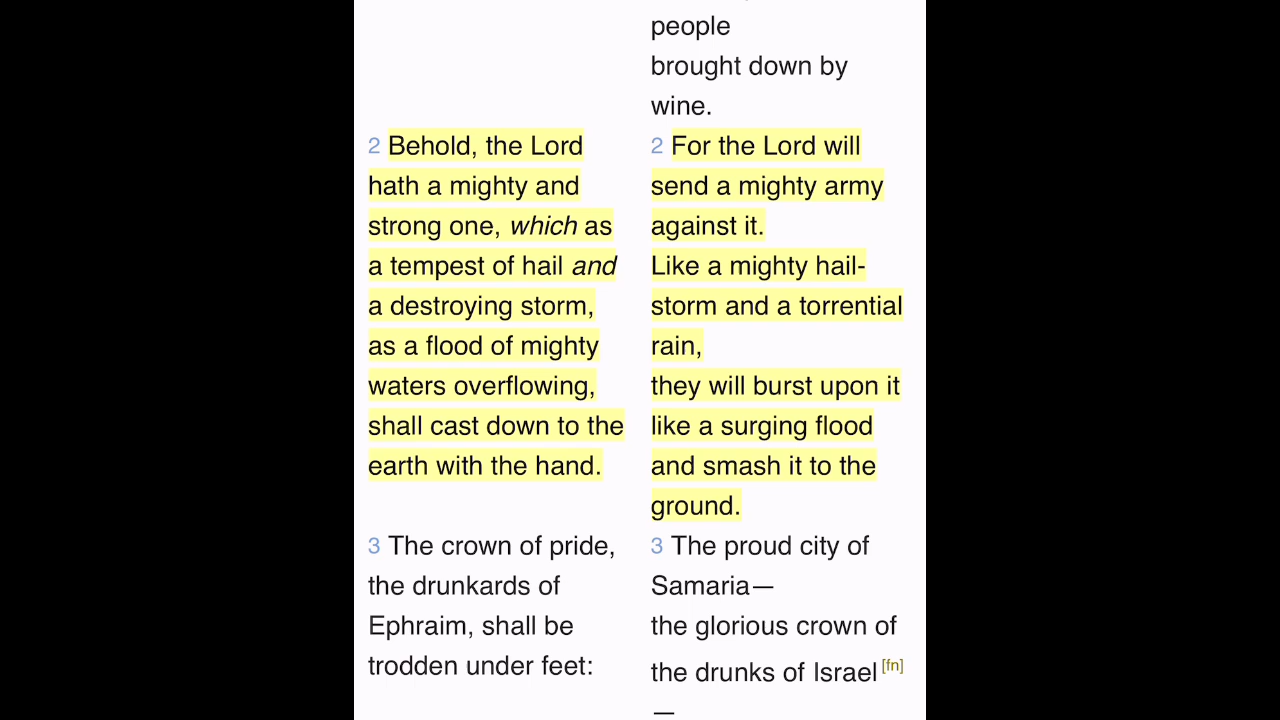 people
brought down by
wine.
2 Behold, the Lord
hath a mighty and
strong one, which as
a tempest of hail and
a destroying storm,
as a flood of mighty
waters overflowing,
shall cast down to the
earth with the hand.
3 The crown of pride,
the drunkards of
Ephraim, shall be
trodden under feet:
2 For the Lord will
send a mighty army
against it.
Like a mighty hail-
storm and a torrential
rain,
they will burst upon it
like a surging flood
and smash it to the
ground.
3 The proud city of
Samaria—
the glorious crown of
the drunks of Israel [fn]
—